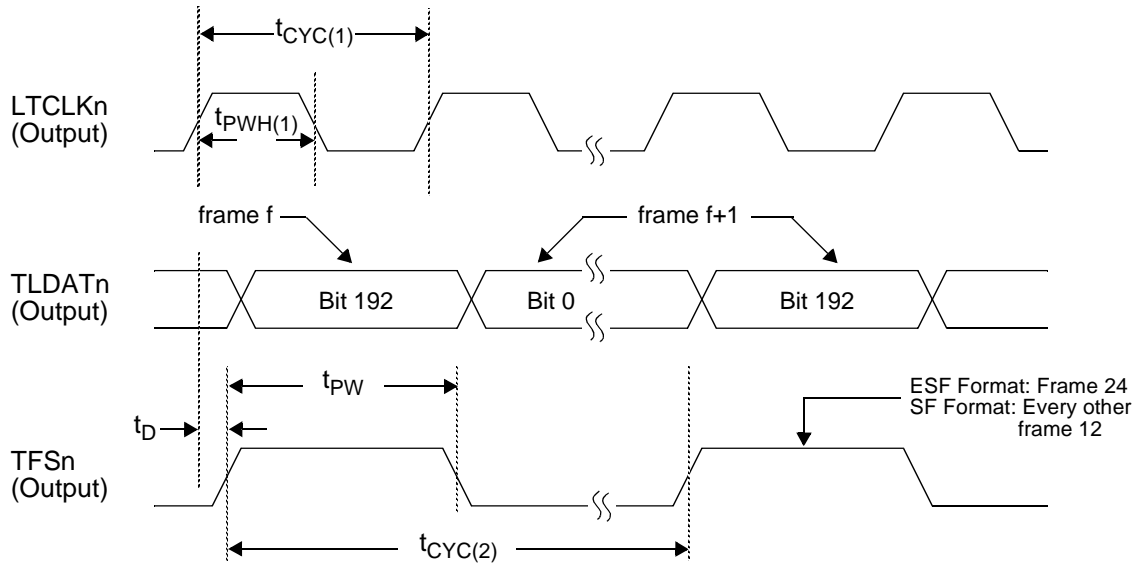 tCYC(1)
LTCLKn
(Output)
tPWH(1)
frame f
frame f+1
TLDATn
(Output)
Bit 192
Bit 0
Bit 192
tPW
ESF Format: Frame 24
SF Format: Every other
frame 12
tD
TFSn
(Output)
tCYC(2)